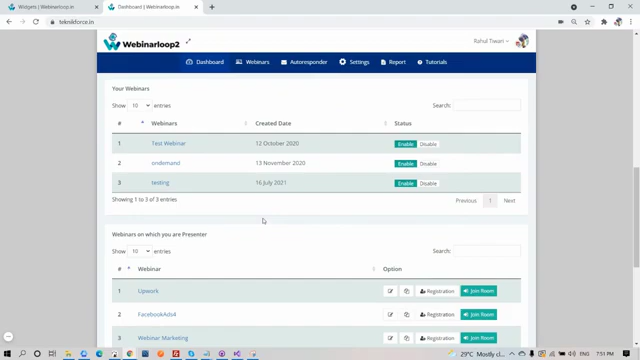 Widgets | Webinarloop.in
Dashboard | Webinarloop.in
teknikforce.in
Webinarloop2
Rahul Tiwari
Dashboard Webinars Autoresponder Settings Report Tutorials
Your Webinars
Show 10 entries Search:
# Webinars Created Date Status
1 Test Webinar 12 October 2020 Enable Disable
2 ondemand 13 November 2020 Enable Disable
3 testing 16 July 2021 Enable Disable
Showing 1 to 3 of 3 entries Previous 1 Next
Webinars on which you are Presenter
Show 10 entries Search:
# Webinar Option
1 Upwork Registration Join Room
2 FacebookAds4 Registration Join Room
3 Webinar Marketing Registration Join Room
29°C Mostly cl... 7:51 PM